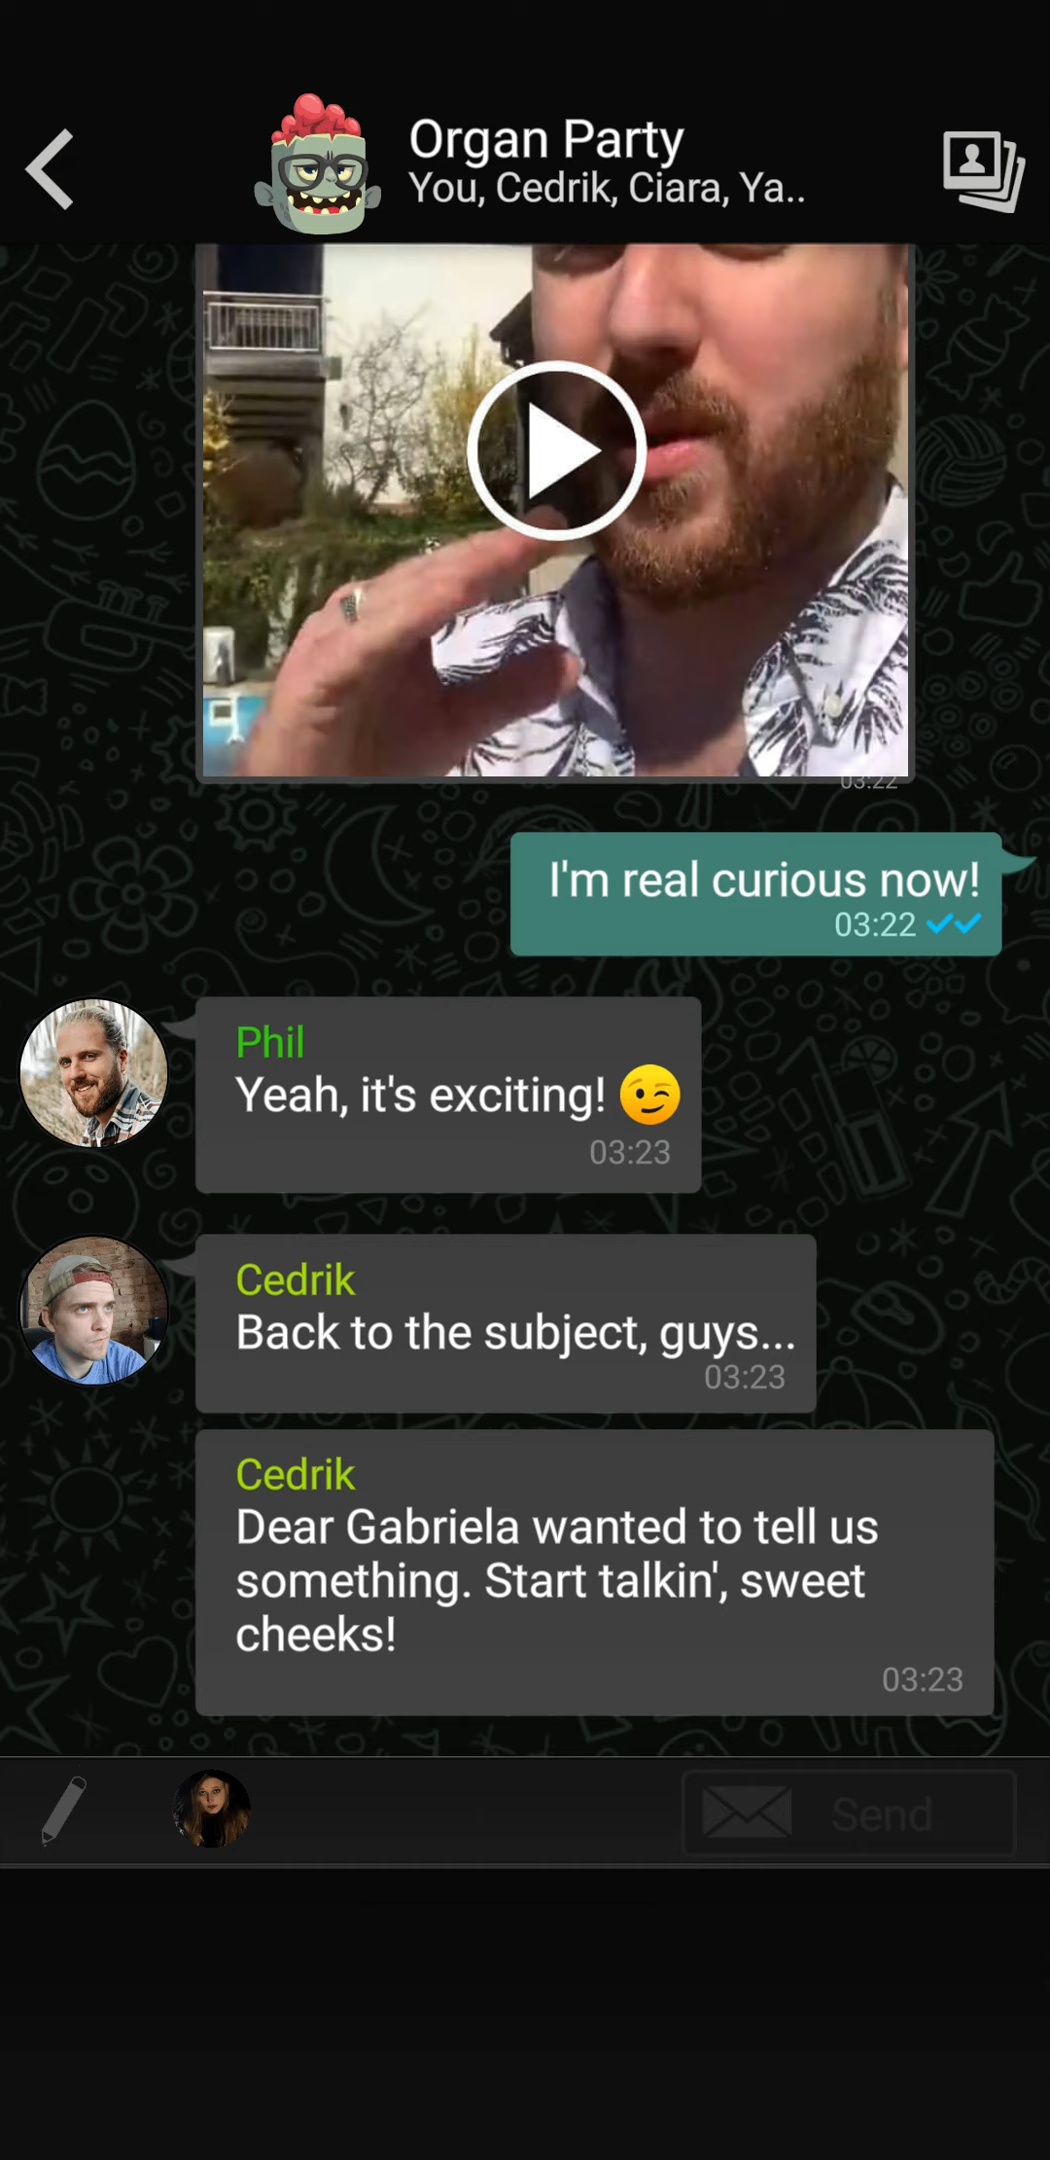 Organ Party
You, Cedrik, Ciara, Ya..
03:22
I'm real curious now!
03:22
Phil
Yeah, it's exciting! 😉
03:23
Cedrik
Back to the subject, guys...
03:23
Cedrik
Dear Gabriela wanted to tell us
something. Start talkin', sweet
cheeks!
03:23
Send